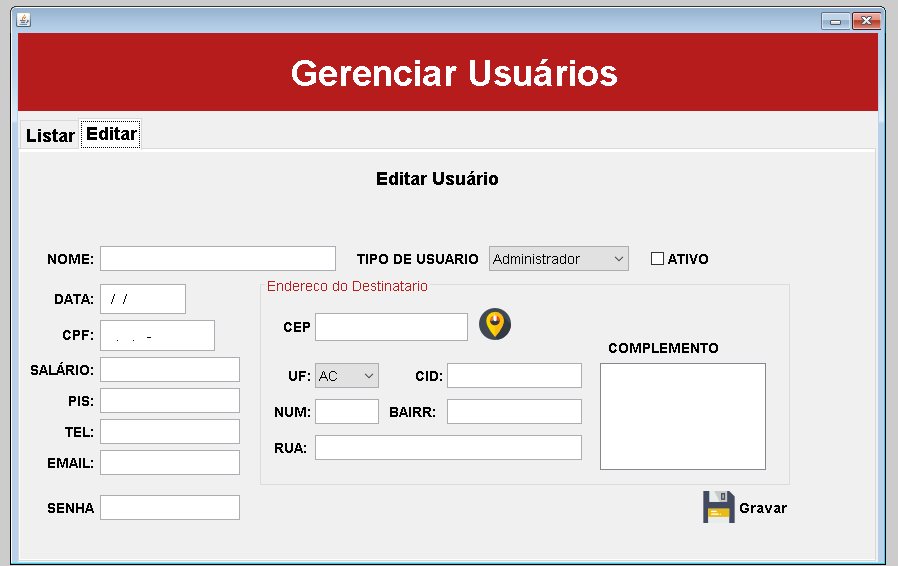 Gerenciar Usuários
Listar Editar
Editar Usuário
NOME: TIPO DE USUARIO Administrador ATIVO
DATA: / /
Endereco do Destinatario
CPF: . . -
CEP
COMPLEMENTO
SALÁRIO:
UF: AC CID:
PIS:
NUM: BAIRR:
TEL:
RUA:
EMAIL:
SENHA
Gravar